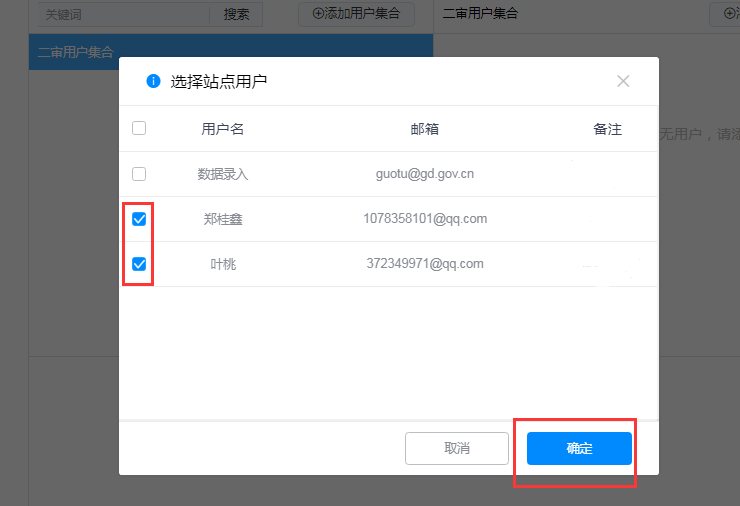 关键词 搜索 添加用户集合 二审用户集合
二审用户集合
选择站点用户
用户名 邮箱 备注
无用户，请添
数据录入 guotu@gd.gov.cn
郑桂鑫 1078358101@qq.com
叶桃 372349971@qq.com
取消 确定